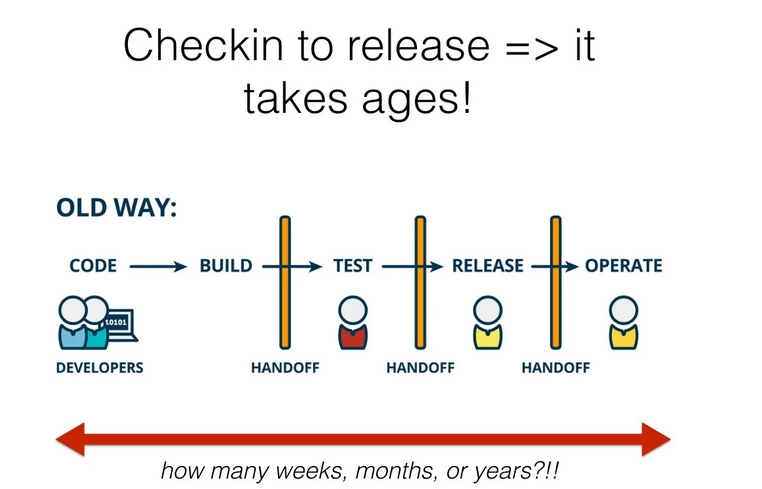 Checkin to release => it
takes ages!
OLD WAY:
CODE BUILD TEST RELEASE OPERATE
10101
DEVELOPERS HANDOFF HANDOFF HANDOFF
how many weeks, months, or years?!!